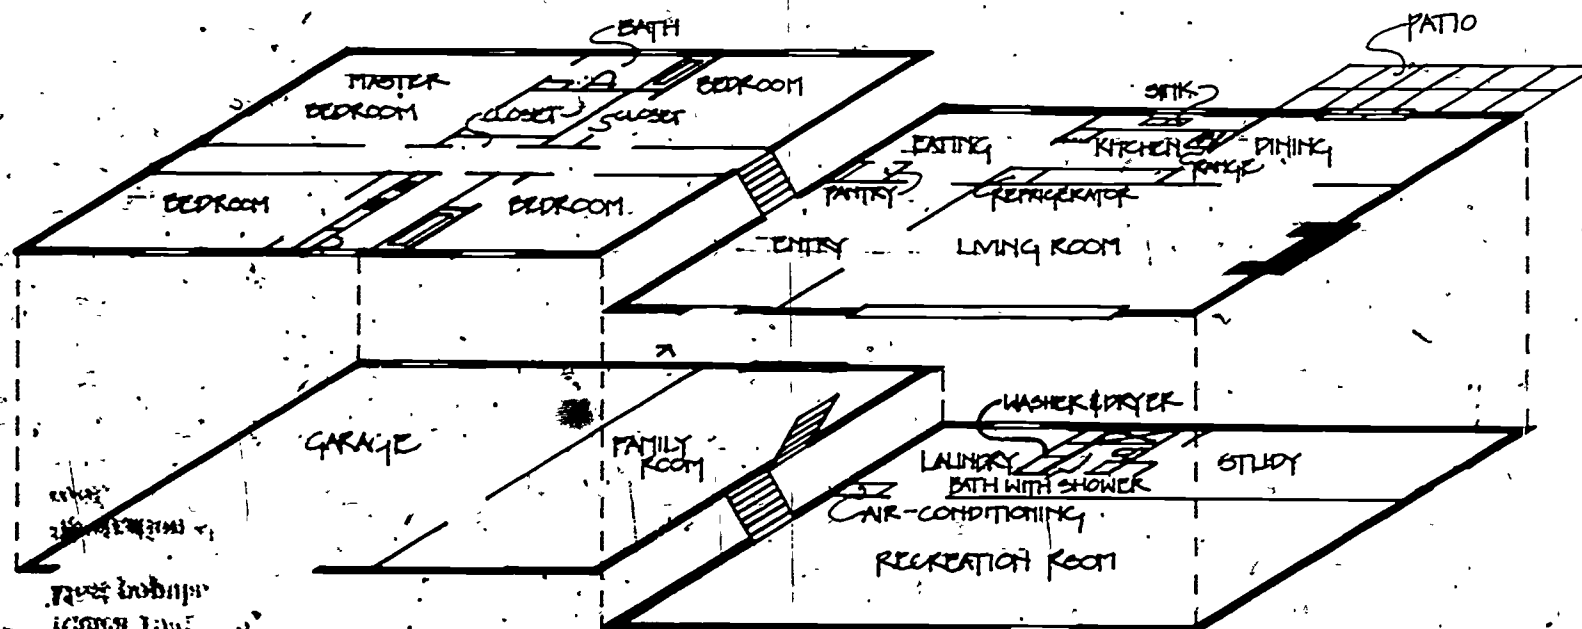 BATH
PATIO
MASTER
BEDROOM
BEDROOM
CLOSET
CLOSET
SINK
EATING
KITCHEN
DINING
RANGE
PANTRY
REFRIGERATOR
BEDROOM
BEDROOM
ENTRY
LIVING ROOM
WASHER & DRYER
GARAGE
FAMILY
ROOM
LAUNDRY
STUDY
BATH WITH SHOWER
AIR-CONDITIONING
RECREATION ROOM